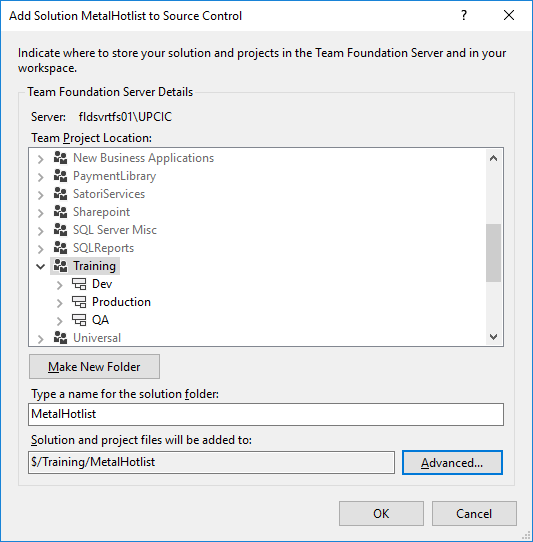 Add Solution MetalHotlist to Source Control
Indicate where to store your solution and projects in the Team Foundation Server and in your
workspace.
Team Foundation Server Details
Server: fldsvrtfs01\UPCIC
Team Project Location:
New Business Applications
PaymentLibrary
SatoriServices
Sharepoint
SQL Server Misc
SQLReports
Training
Dev
Production
QA
Universal
Make New Folder
Type a name for the solution folder:
MetalHotlist
Solution and project files will be added to:
$/Training/MetalHotlist
Advanced...
OK
Cancel